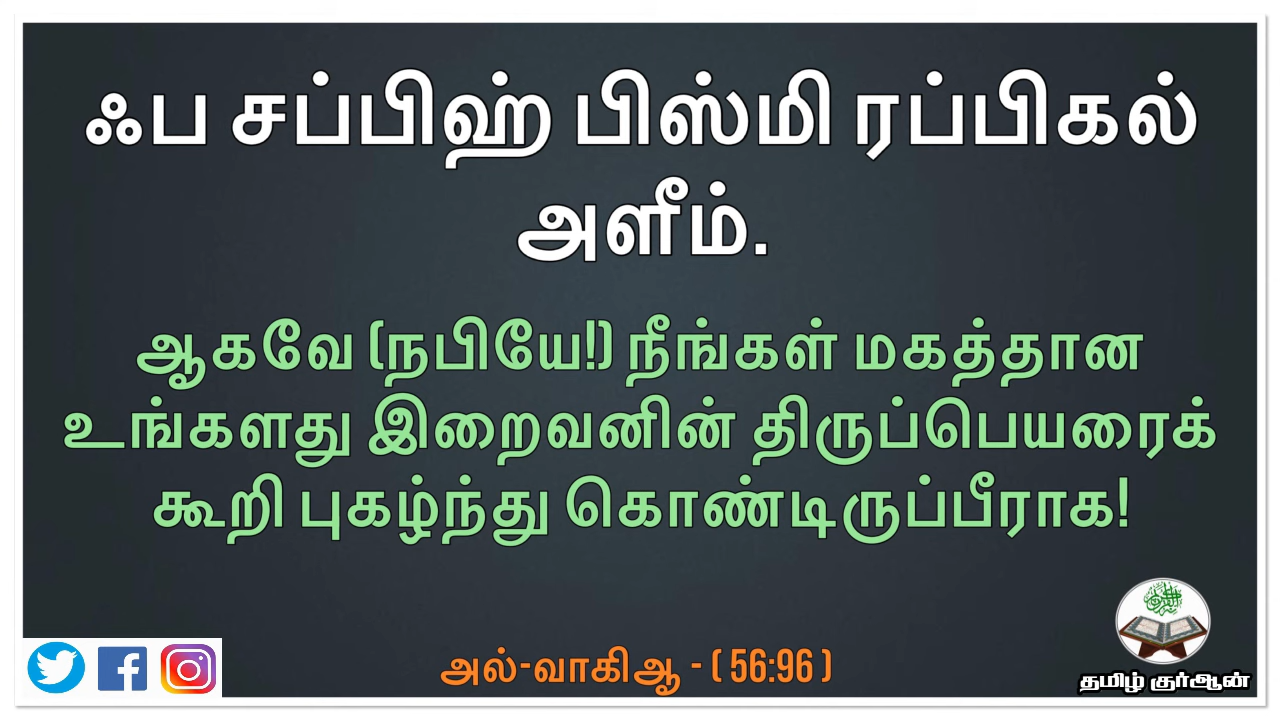 ஃப சப்பிஹ் பிஸ்மி ரப்பிகல்
அளீம்.
ஆகவே (நபியே!) நீங்கள் மகத்தான
உங்களது இறைவனின் திருப்பெயரைக்
கூறி புகழ்ந்து கொண்டிருப்பீராக!
அல்-வாகிஆ - ( 56:96 )
தமிழ் குர்ஆன்